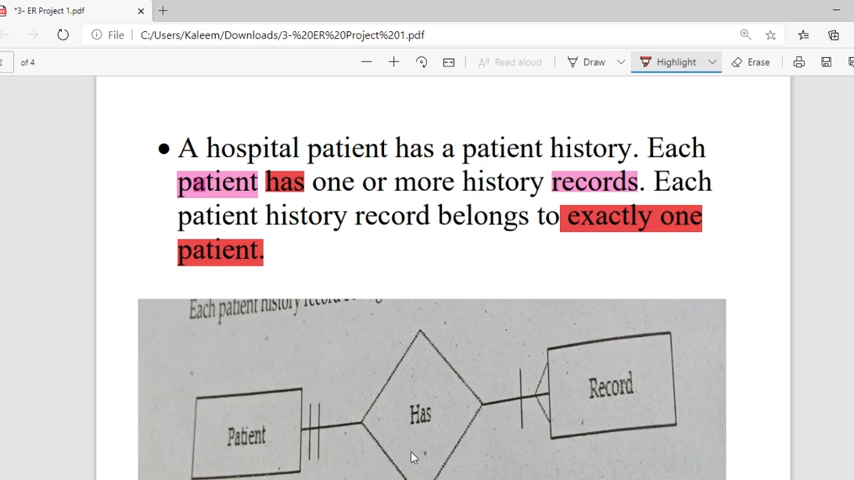 *3- ER Project 1.pdf
File C:/Users/Kaleem/Downloads/3-%20ER%20Project%201.pdf
2 of 4 Read aloud Draw Highlight Erase
• A hospital patient has a patient history. Each
patient has one or more history records. Each
patient history record belongs to exactly one
patient.
Each patient history record
Has
Record
Patient